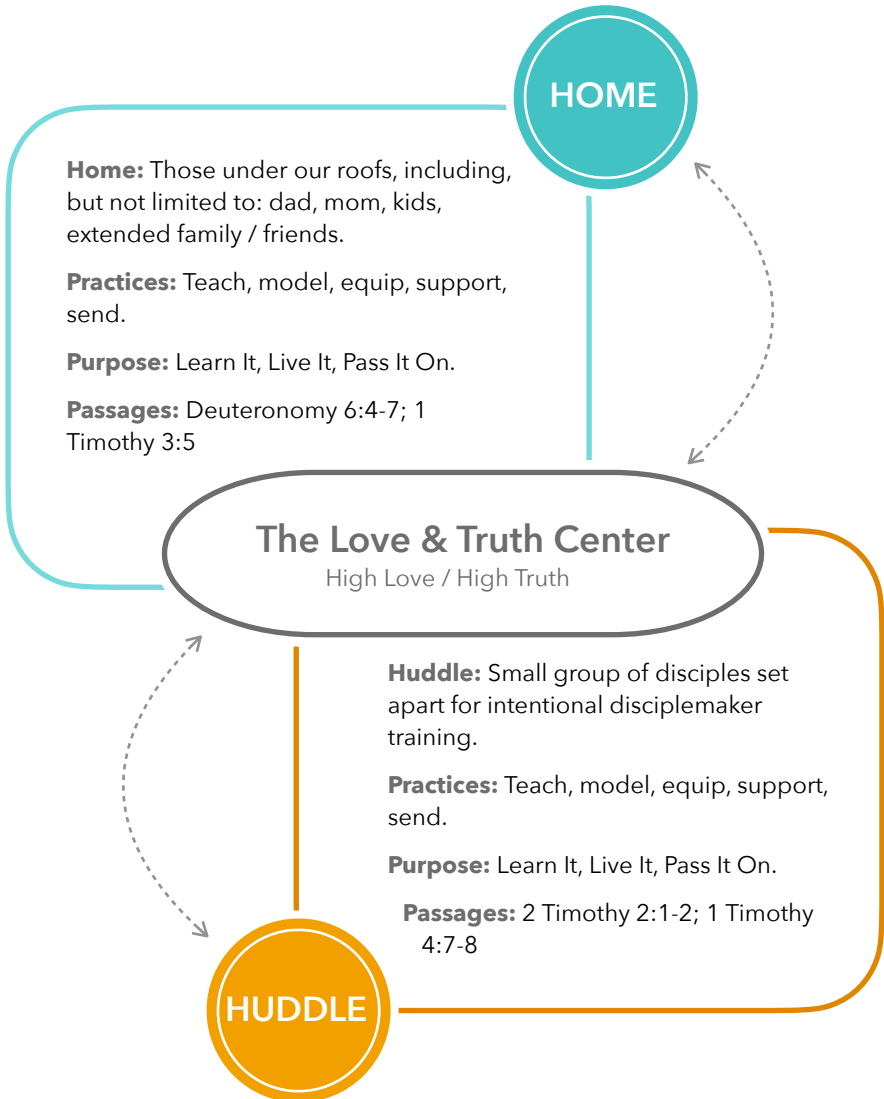 HOME
Home: Those under our roofs, including,
but not limited to: dad, mom, kids,
extended family / friends.
Practices: Teach, model, equip, support,
send.
Purpose: Learn It, Live It, Pass It On.
Passages: Deuteronomy 6:4-7; 1
Timothy 3:5
The Love & Truth Center
High Love / High Truth
Huddle: Small group of disciples set
apart for intentional disciplemaker
training.
Practices: Teach, model, equip, support,
send.
Purpose: Learn It, Live It, Pass It On.
Passages: 2 Timothy 2:1-2; 1 Timothy
4:7-8
HUDDLE